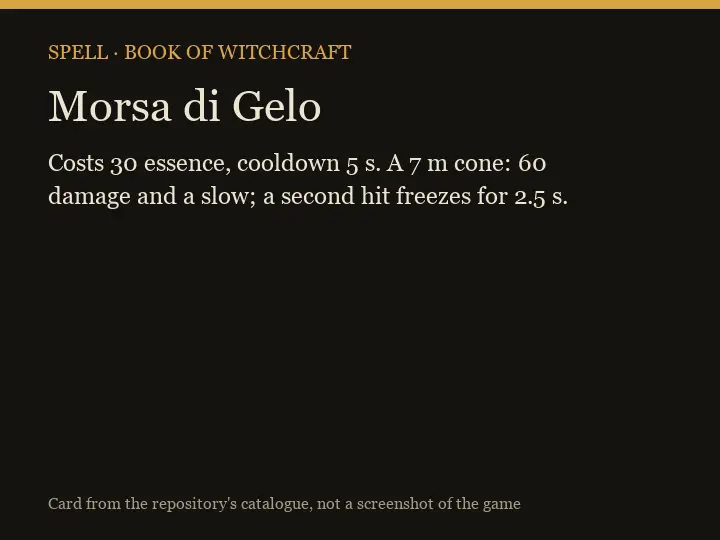 SPELL · BOOK OF WITCHCRAFT
Morsa di Gelo
Costs 30 essence, cooldown 5 s. A 7 m cone: 60
damage and a slow; a second hit freezes for 2.5 s.
Card from the repository's catalogue, not a screenshot of the game